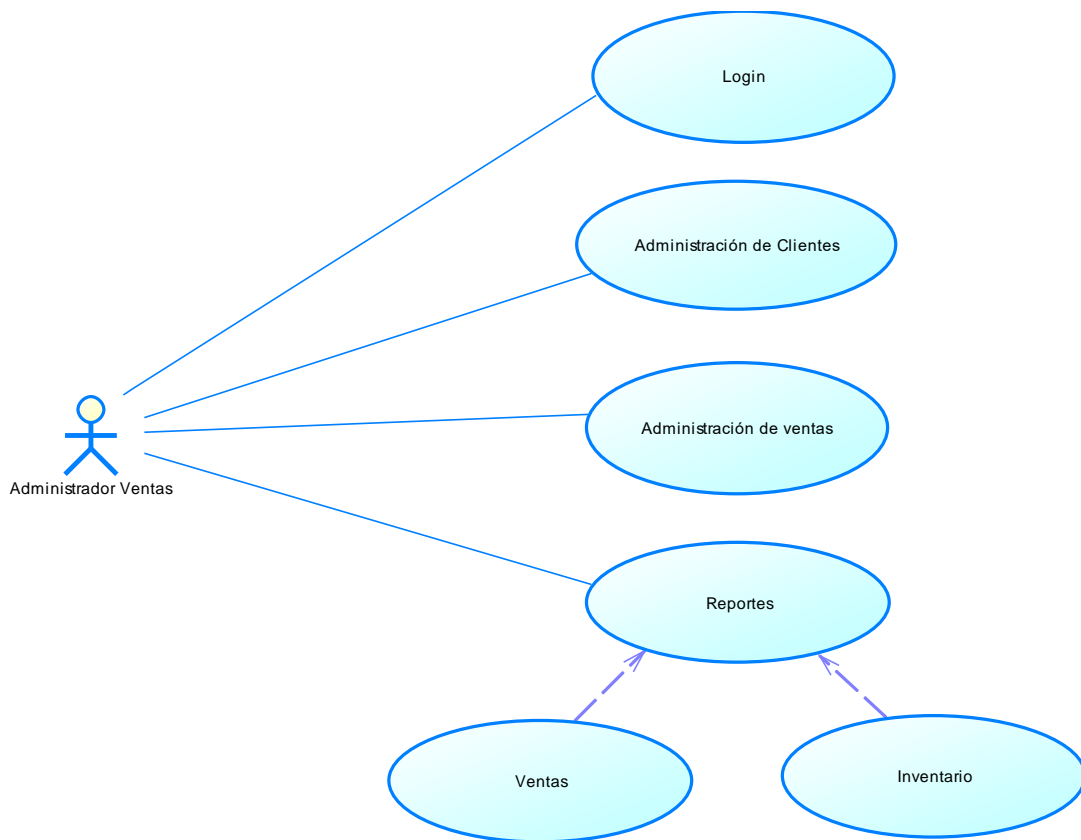 Login
Administración de Clientes
Administración de ventas
Administrador Ventas
Reportes
Ventas
Inventario